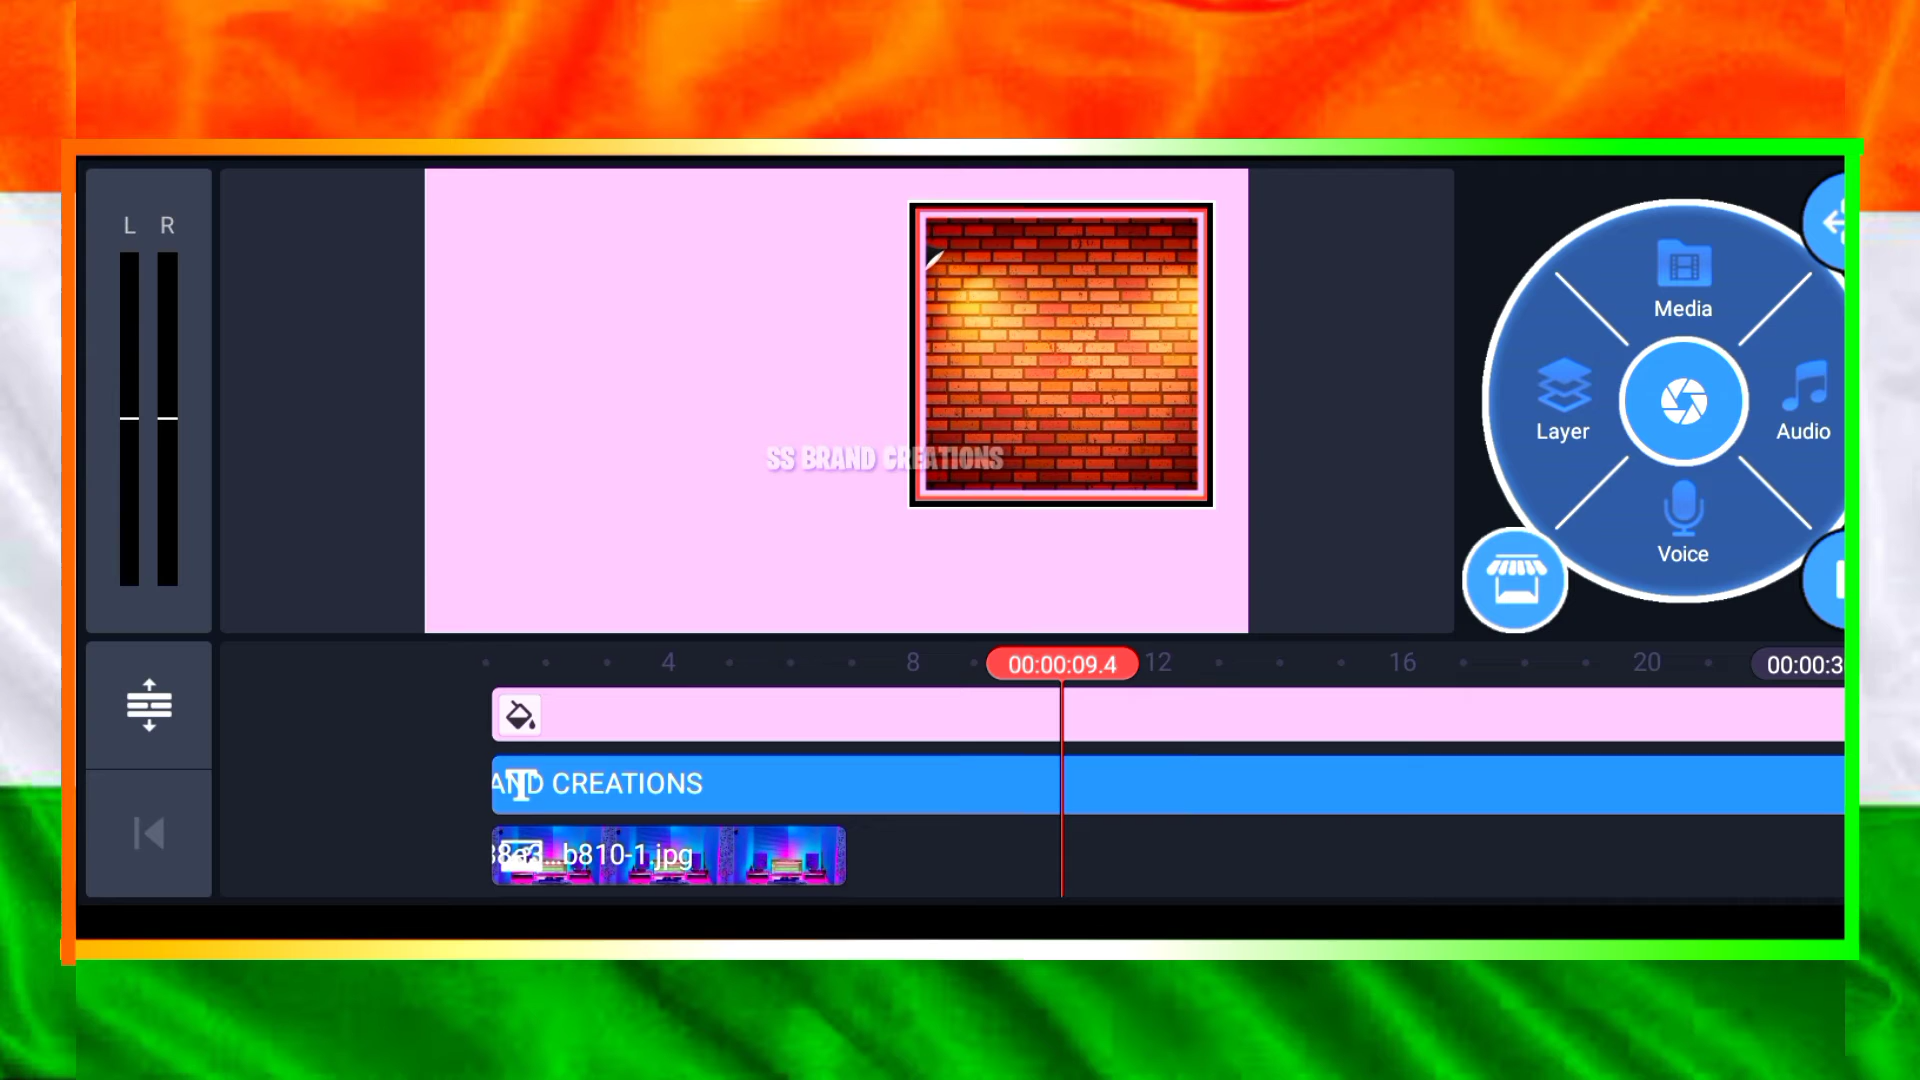 L R
Media
Layer
Audio
SS BRAND CREATIONS
Voice
4 8 00:00:09.4 12 16 20 00:00:3
AND CREATIONS
b810-1.jpg